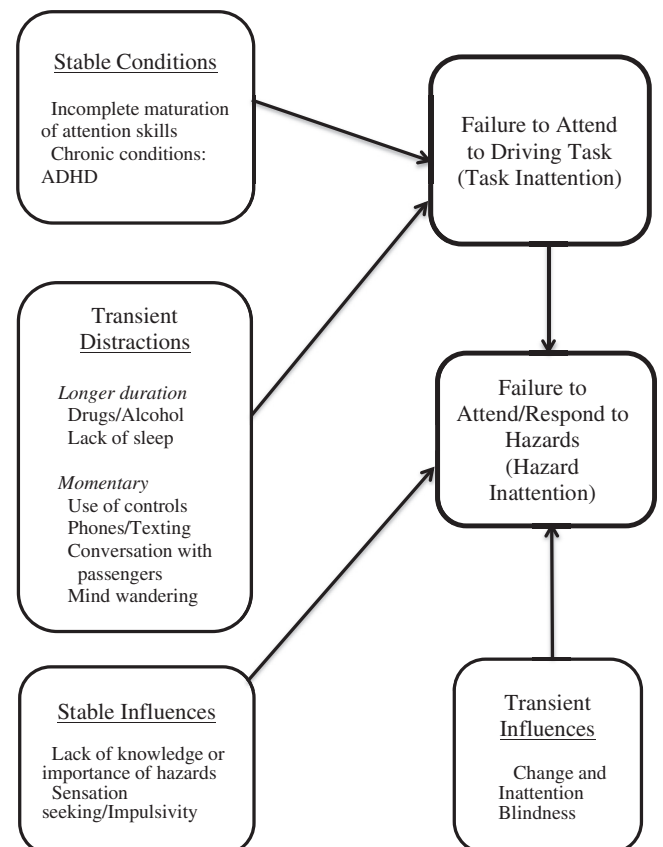 Stable Conditions
Incomplete maturation
of attention skills
Chronic conditions:
ADHD
Failure to Attend
to Driving Task
(Task Inattention)
Transient
Distractions
Longer duration
Drugs/Alcohol
Lack of sleep
Momentary
Use of controls
Phones/Texting
Conversation with
passengers
Mind wandering
Failure to
Attend/Respond to
Hazards
(Hazard
Inattention)
Stable Influences
Lack of knowledge or
importance of hazards
Sensation
seeking/Impulsivity
Transient
Influences
Change and
Inattention
Blindness